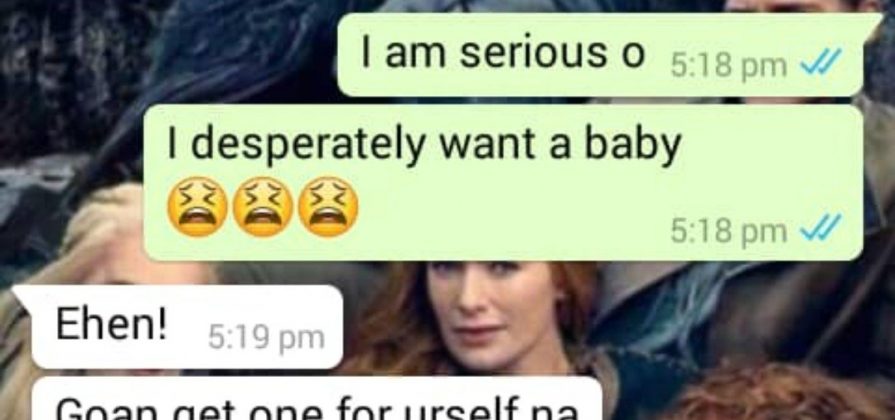 I am serious o 5:18 pm
I desperately want a baby
😫😫😫 5:18 pm
Ehen! 5:19 pm
Goan get one for urself na